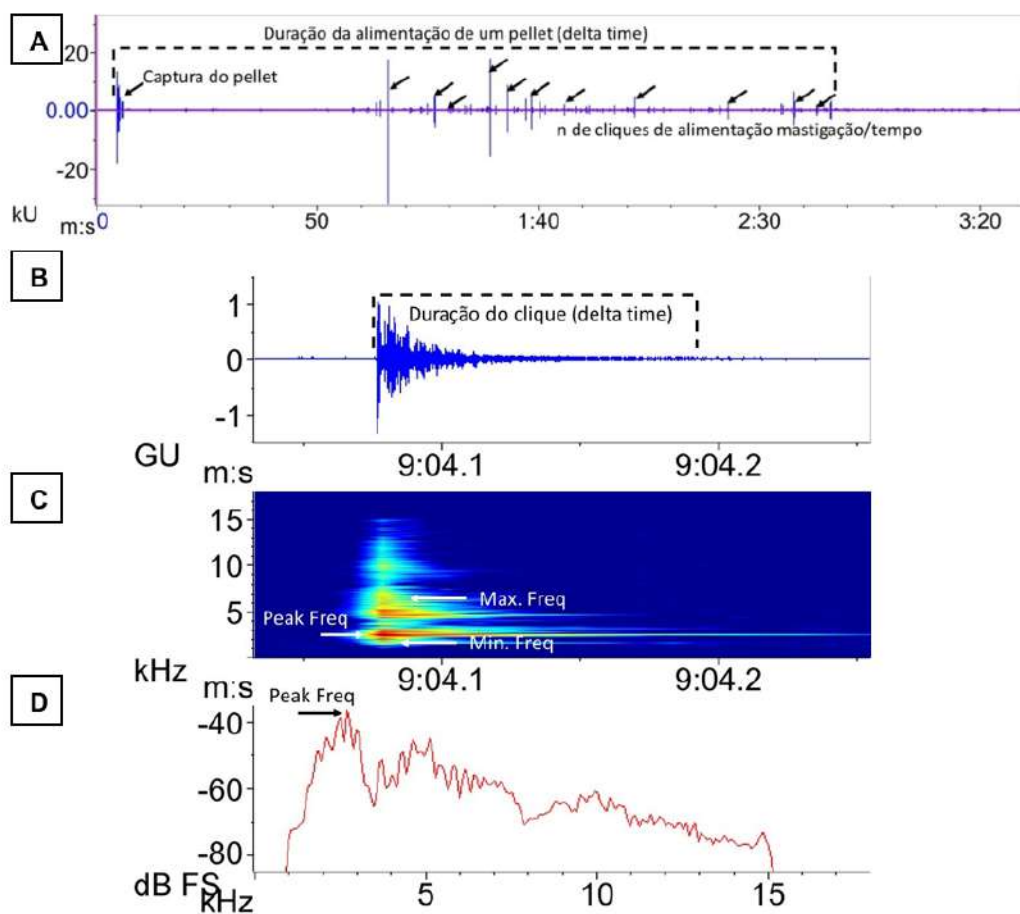 A
Duração da alimentação de um pellet (delta time)
20
Captura do pellet
0.00
n de cliques de alimentação mastigação/tempo
-20
kU
m:s
0
50
1:40
2:30
3:20
B
1
Duração do clique (delta time)
0
-1
GU
m:s
9:04.1
9:04.2
C
15
10
Max. Freq
5
Peak Freq
Min. Freq
kHz
m:s
9:04.1
9:04.2
D
Peak Freq
-40
-60
-80
dB FS
kHz
5
10
15